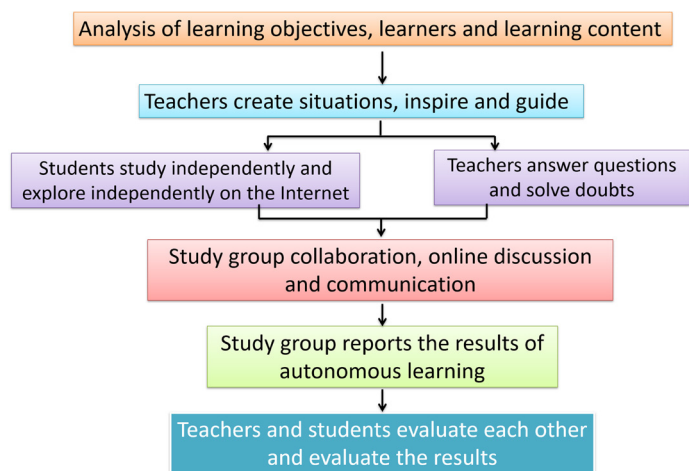 Analysis of learning objectives, learners and learning content
Teachers create situations, inspire and guide
Students study independently and
explore independently on the Internet
Teachers answer questions
and solve doubts
Study group collaboration, online discussion
and communication
Study group reports the results of
autonomous learning
Teachers and students evaluate each other
and evaluate the results